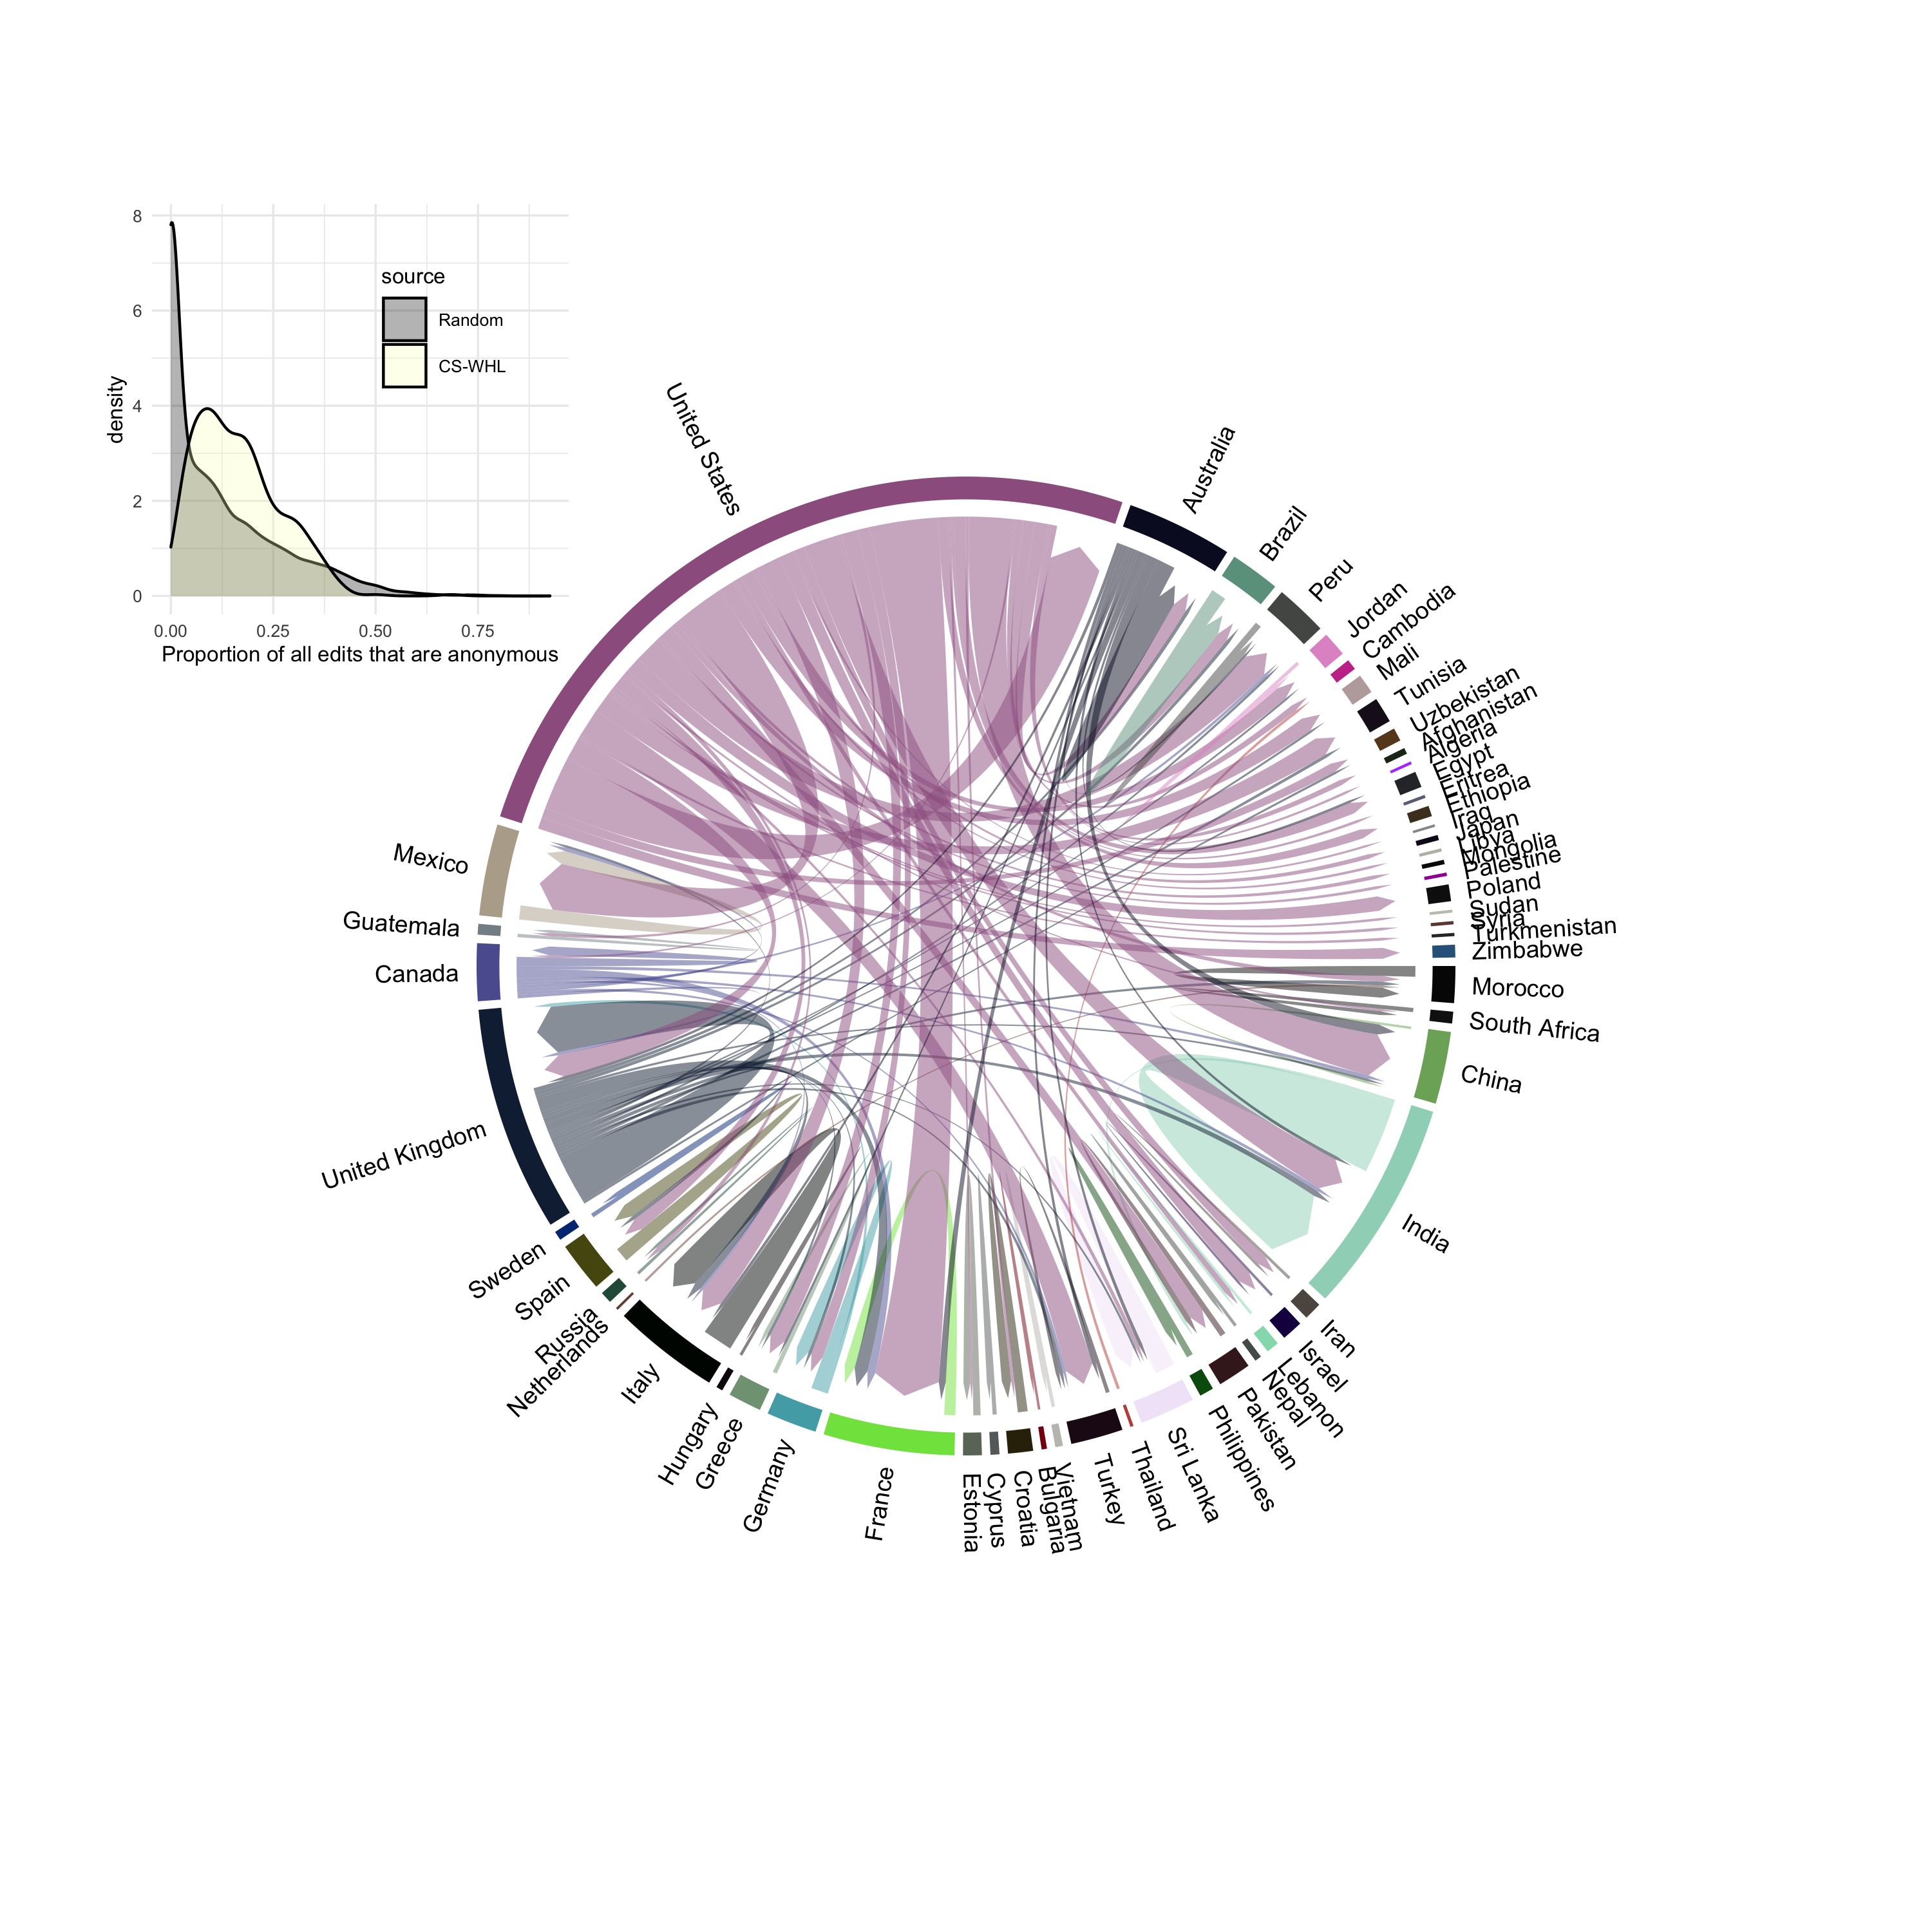 8
6
4
2
0
density
source
Random
CS-WHL
0.00 0.25 0.50 0.75
Proportion of all edits that are anonymous
United States
Australia
Brazil
Peru
Jordan
Cambodia
Mali
Tunisia
Uzbekistan
Afghanistan
Algeria
Egypt
Eritrea
Ethiopia
Iraq
Japan
Libya
Mongolia
Palestine
Poland
Sudan
Syria
Turkmenistan
Zimbabwe
Morocco
South Africa
China
India
Iran
Israel
Lebanon
Nepal
Pakistan
Philippines
Sri Lanka
Thailand
Turkey
Vietnam
Bulgaria
Croatia
Cyprus
Estonia
France
Germany
Greece
Hungary
Italy
Netherlands
Russia
Spain
Sweden
United Kingdom
Canada
Guatemala
Mexico